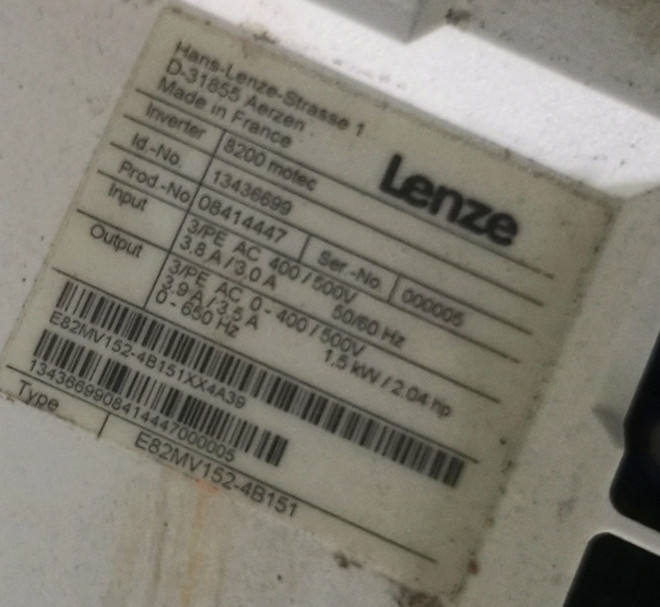 Hans-Lenze-Strasse 1
D-31855 Aerzen
Made in France
Lenze
Inverter 8200 motec
Id.-No. 13436699
Prod.-No 08414447 Ser.-No. 000005
Input 3/PE AC 400/500V
3.8 A/3.0 A 50/60 Hz
Output 3/PE AC 0-400/500V
3.9 A/3.5 A 1.5 kW/2.04 hp
0-650 Hz
E82MV152-4B151XX4A39
1343669908414447000005
Type E82MV152-4B151